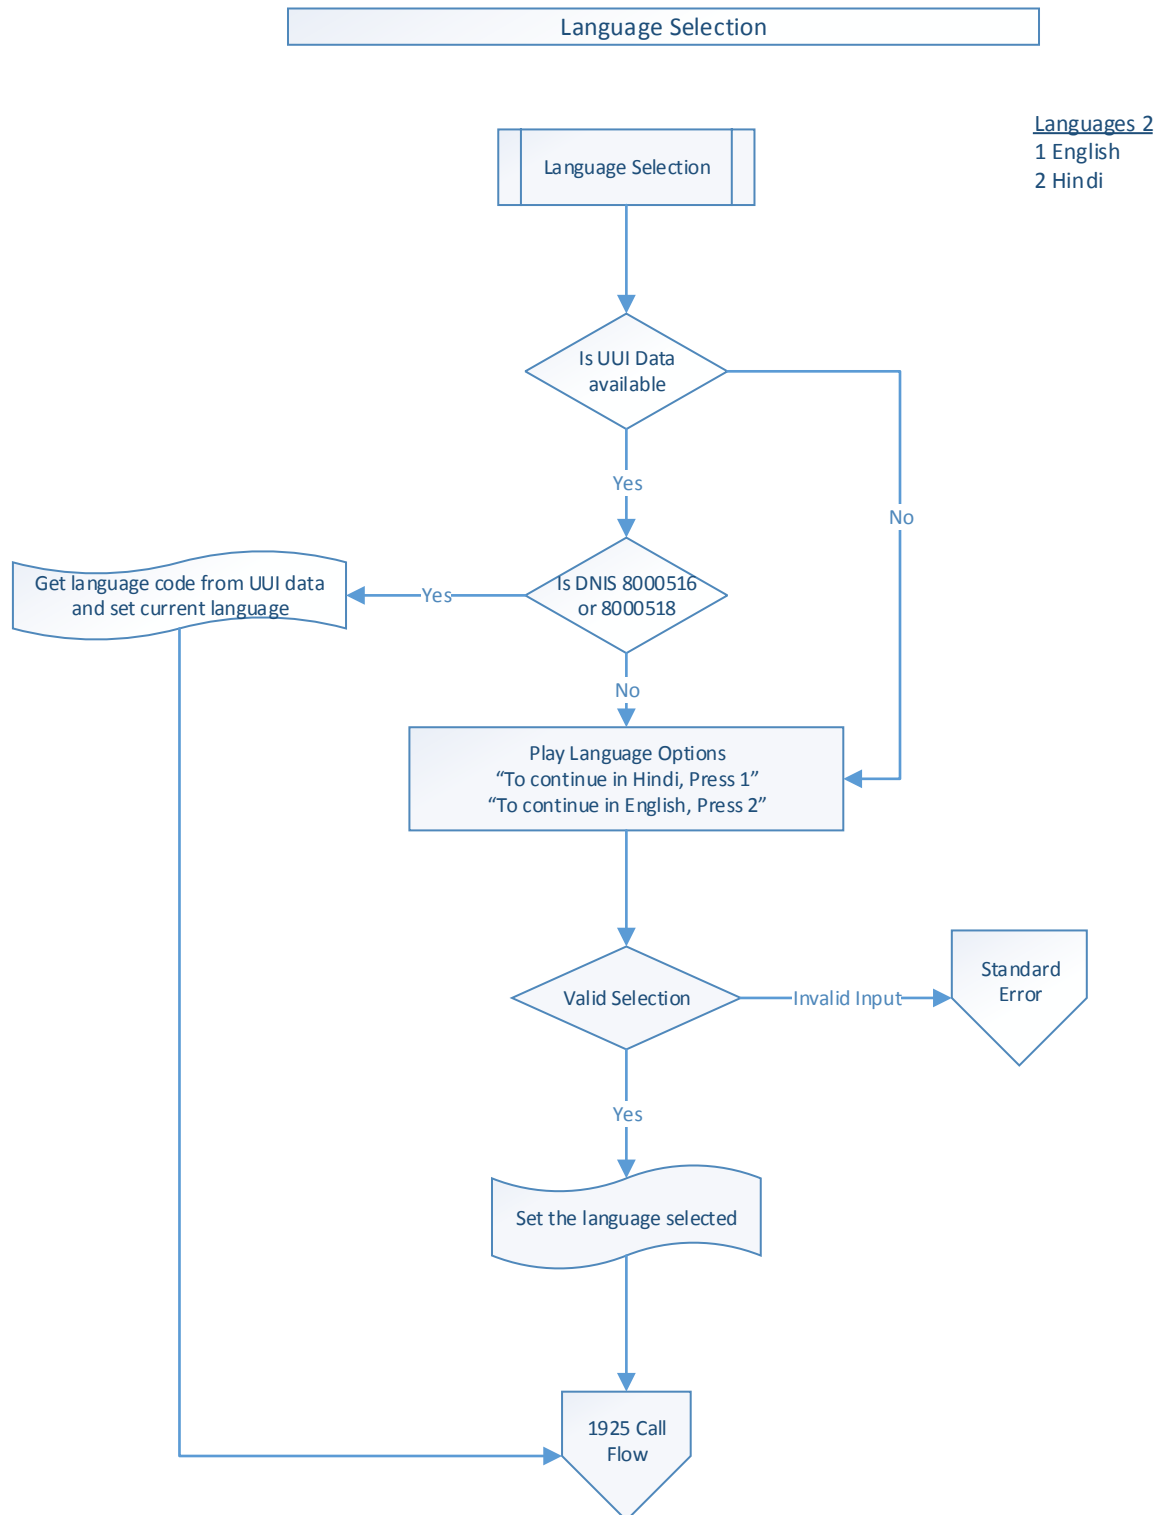 Language Selection
Languages 2
1 English
2 Hindi
Language Selection
Is UUI Data
available
Yes
No
Is DNIS 8000516
or 8000518
Yes
Get language code from UUI data
and set current language
No
Play Language Options
“To continue in Hindi, Press 1”
“To continue in English, Press 2”
Valid Selection
Invalid Input
Standard
Error
Yes
Set the language selected
1925 Call
Flow